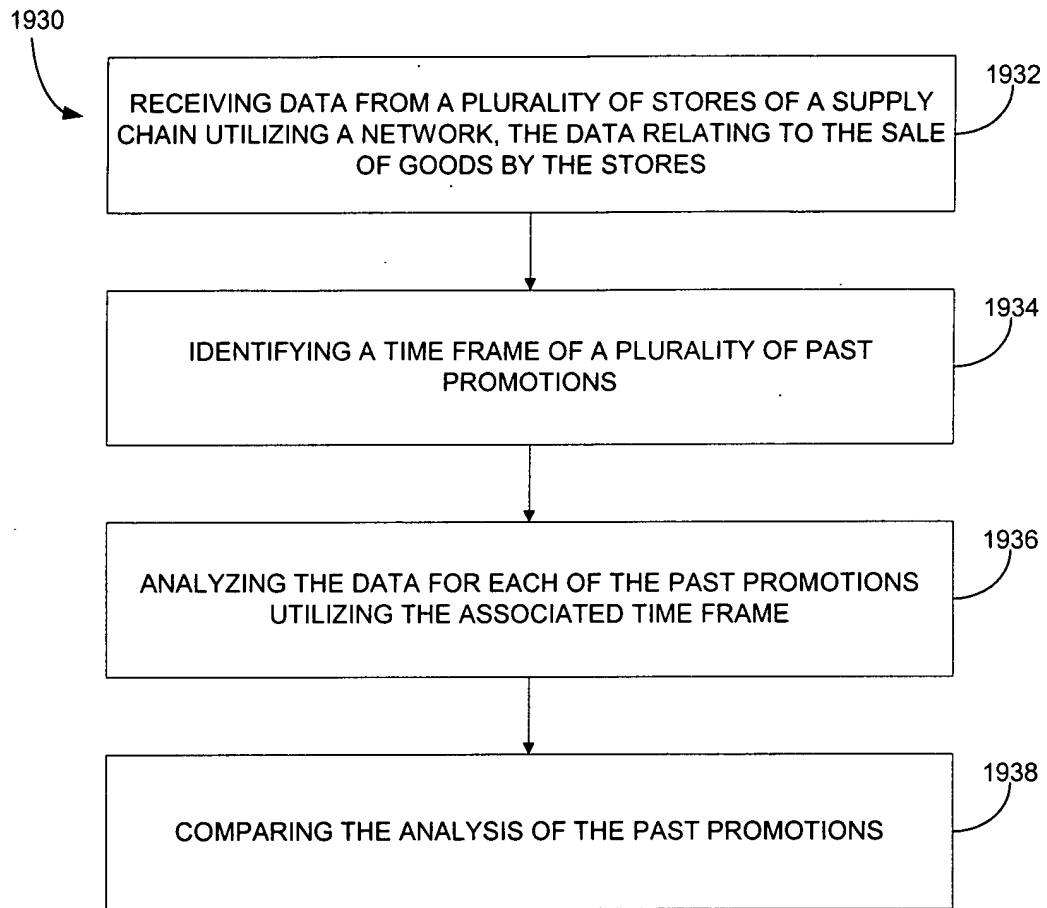 1930
1932
RECEIVING DATA FROM A PLURALITY OF STORES OF A SUPPLY
CHAIN UTILIZING A NETWORK, THE DATA RELATING TO THE SALE
OF GOODS BY THE STORES
1934
IDENTIFYING A TIME FRAME OF A PLURALITY OF PAST
PROMOTIONS
1936
ANALYZING THE DATA FOR EACH OF THE PAST PROMOTIONS
UTILIZING THE ASSOCIATED TIME FRAME
1938
COMPARING THE ANALYSIS OF THE PAST PROMOTIONS